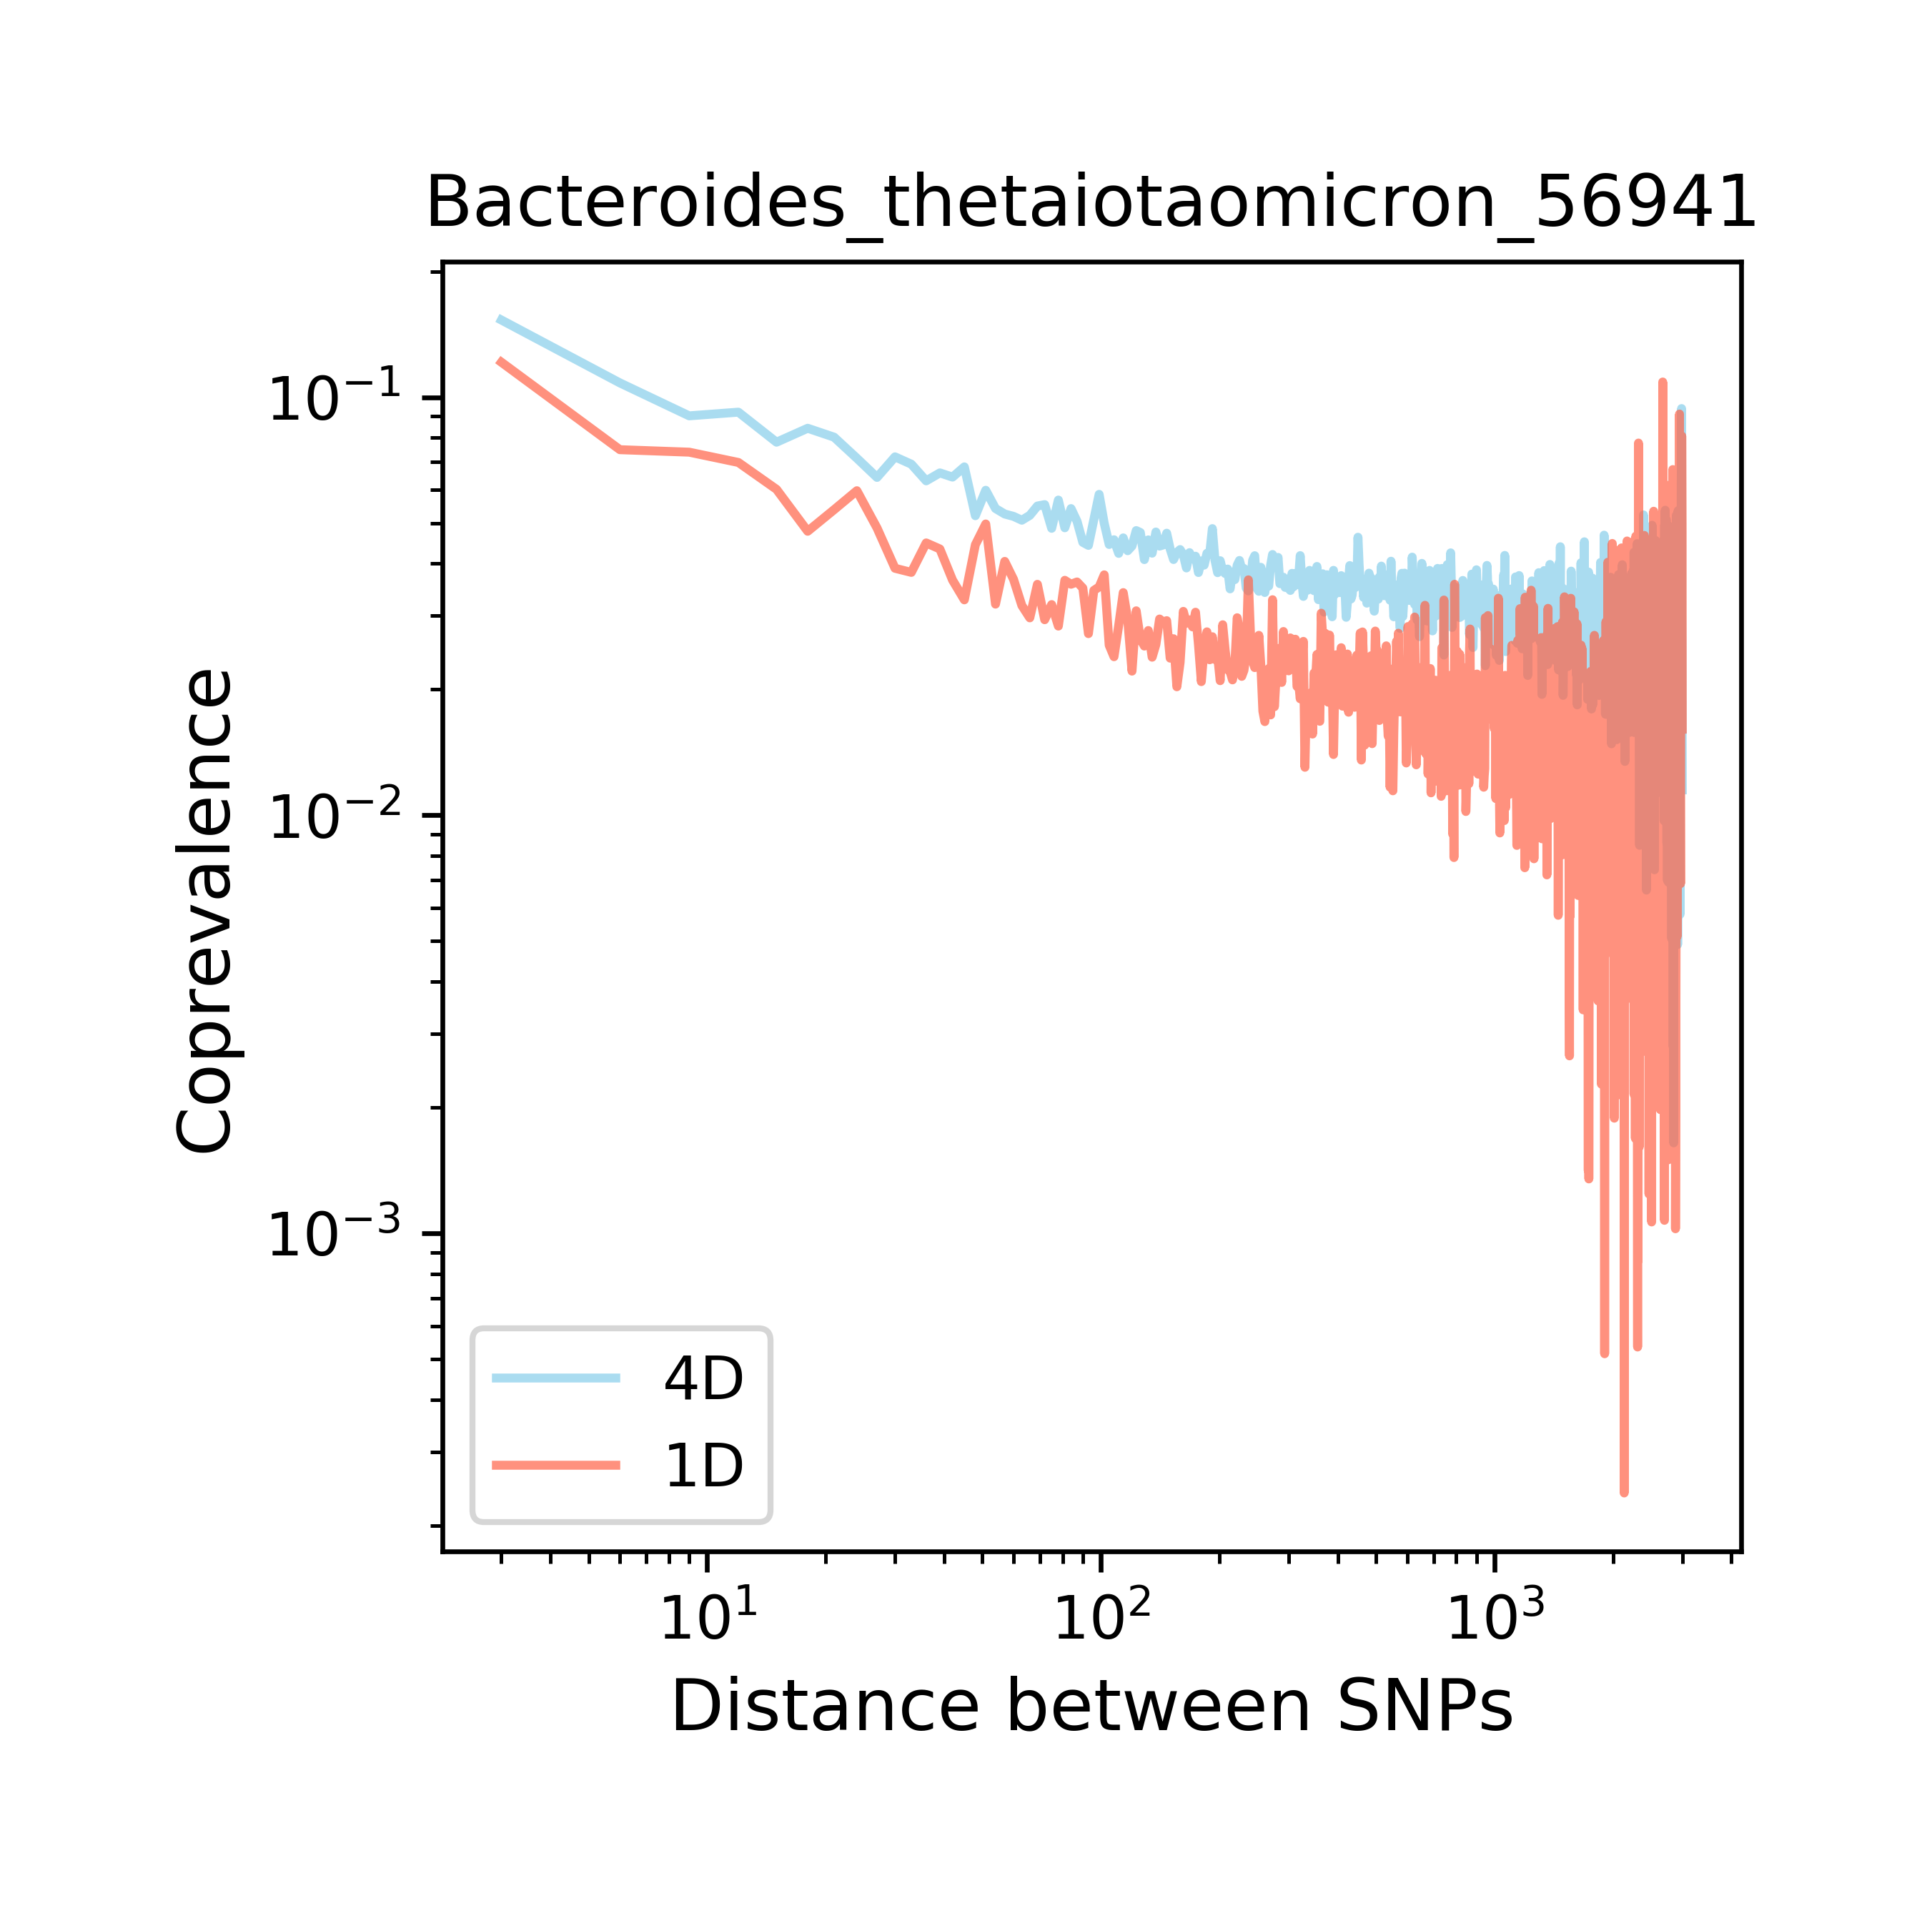 Bacteroides_thetaiotaomicron_56941
Coprevalence
10⁻¹
10⁻²
10⁻³
4D
1D
10¹ 10² 10³
Distance between SNPs